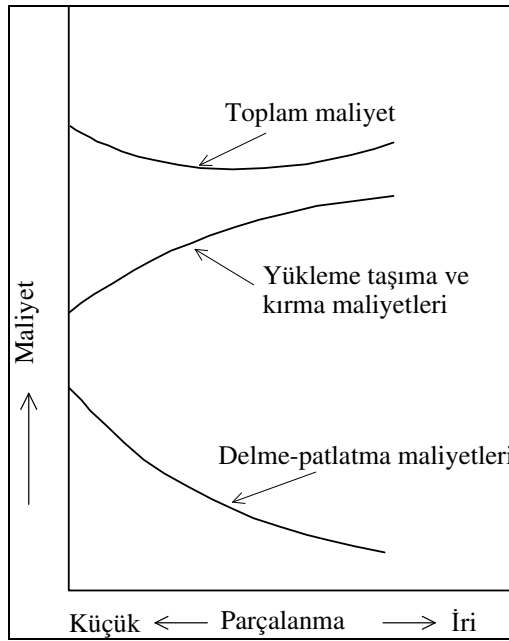 Toplam maliyet
Yükleme taşıma ve
kırma maliyetleri
Maliyet
Delme-patlatma maliyetleri
Küçük Parçalanma İri